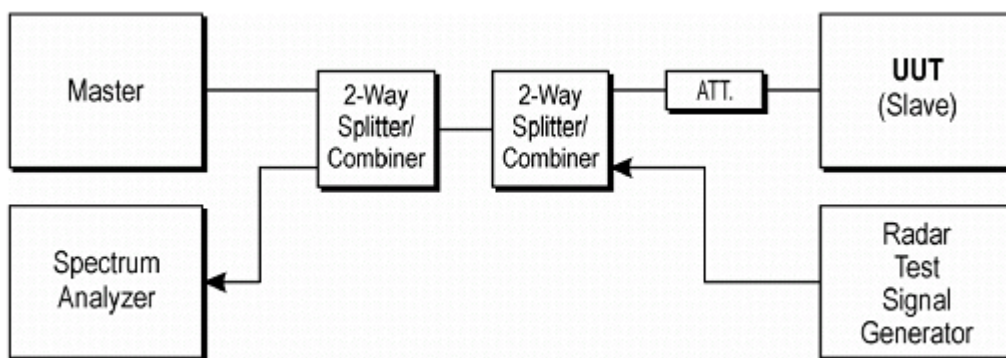 Master
2-Way
Splitter/
Combiner
2-Way
Splitter/
Combiner
ATT.
UUT
(Slave)
Spectrum
Analyzer
Radar
Test
Signal
Generator